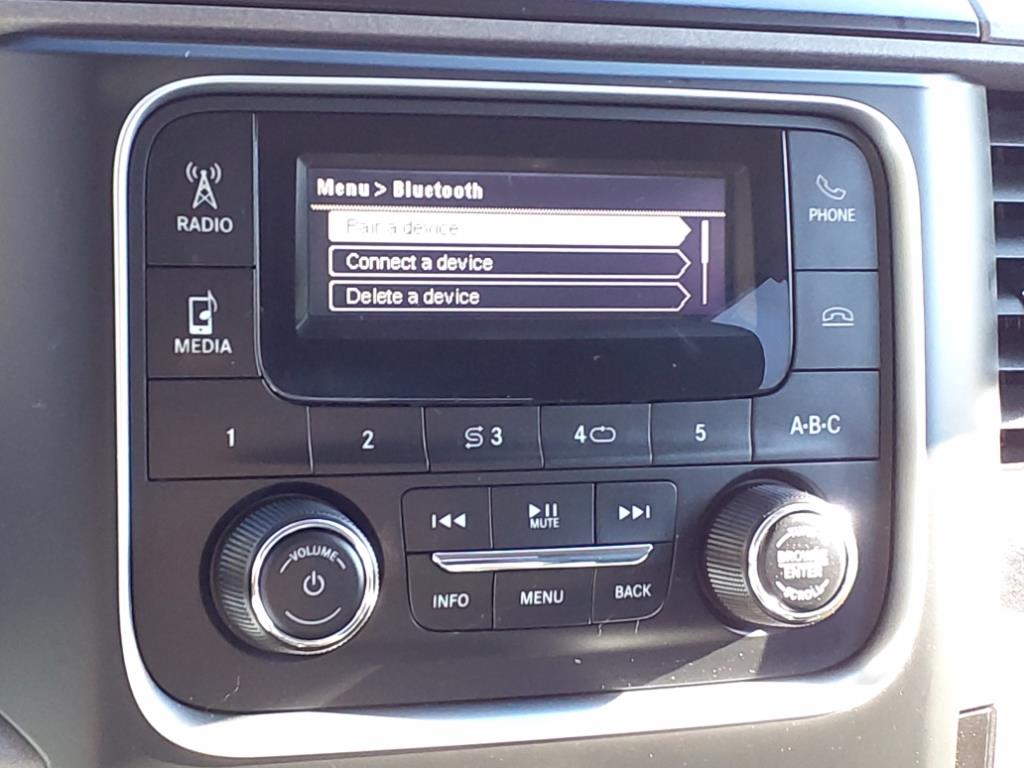 Menu > Bluetooth
Pair a device
Connect a device
Delete a device
RADIO
MEDIA
PHONE
1
2
3
4
5
A·B·C
VOLUME
MUTE
INFO
MENU
BACK
BROWSE
ENTER
SCROLL